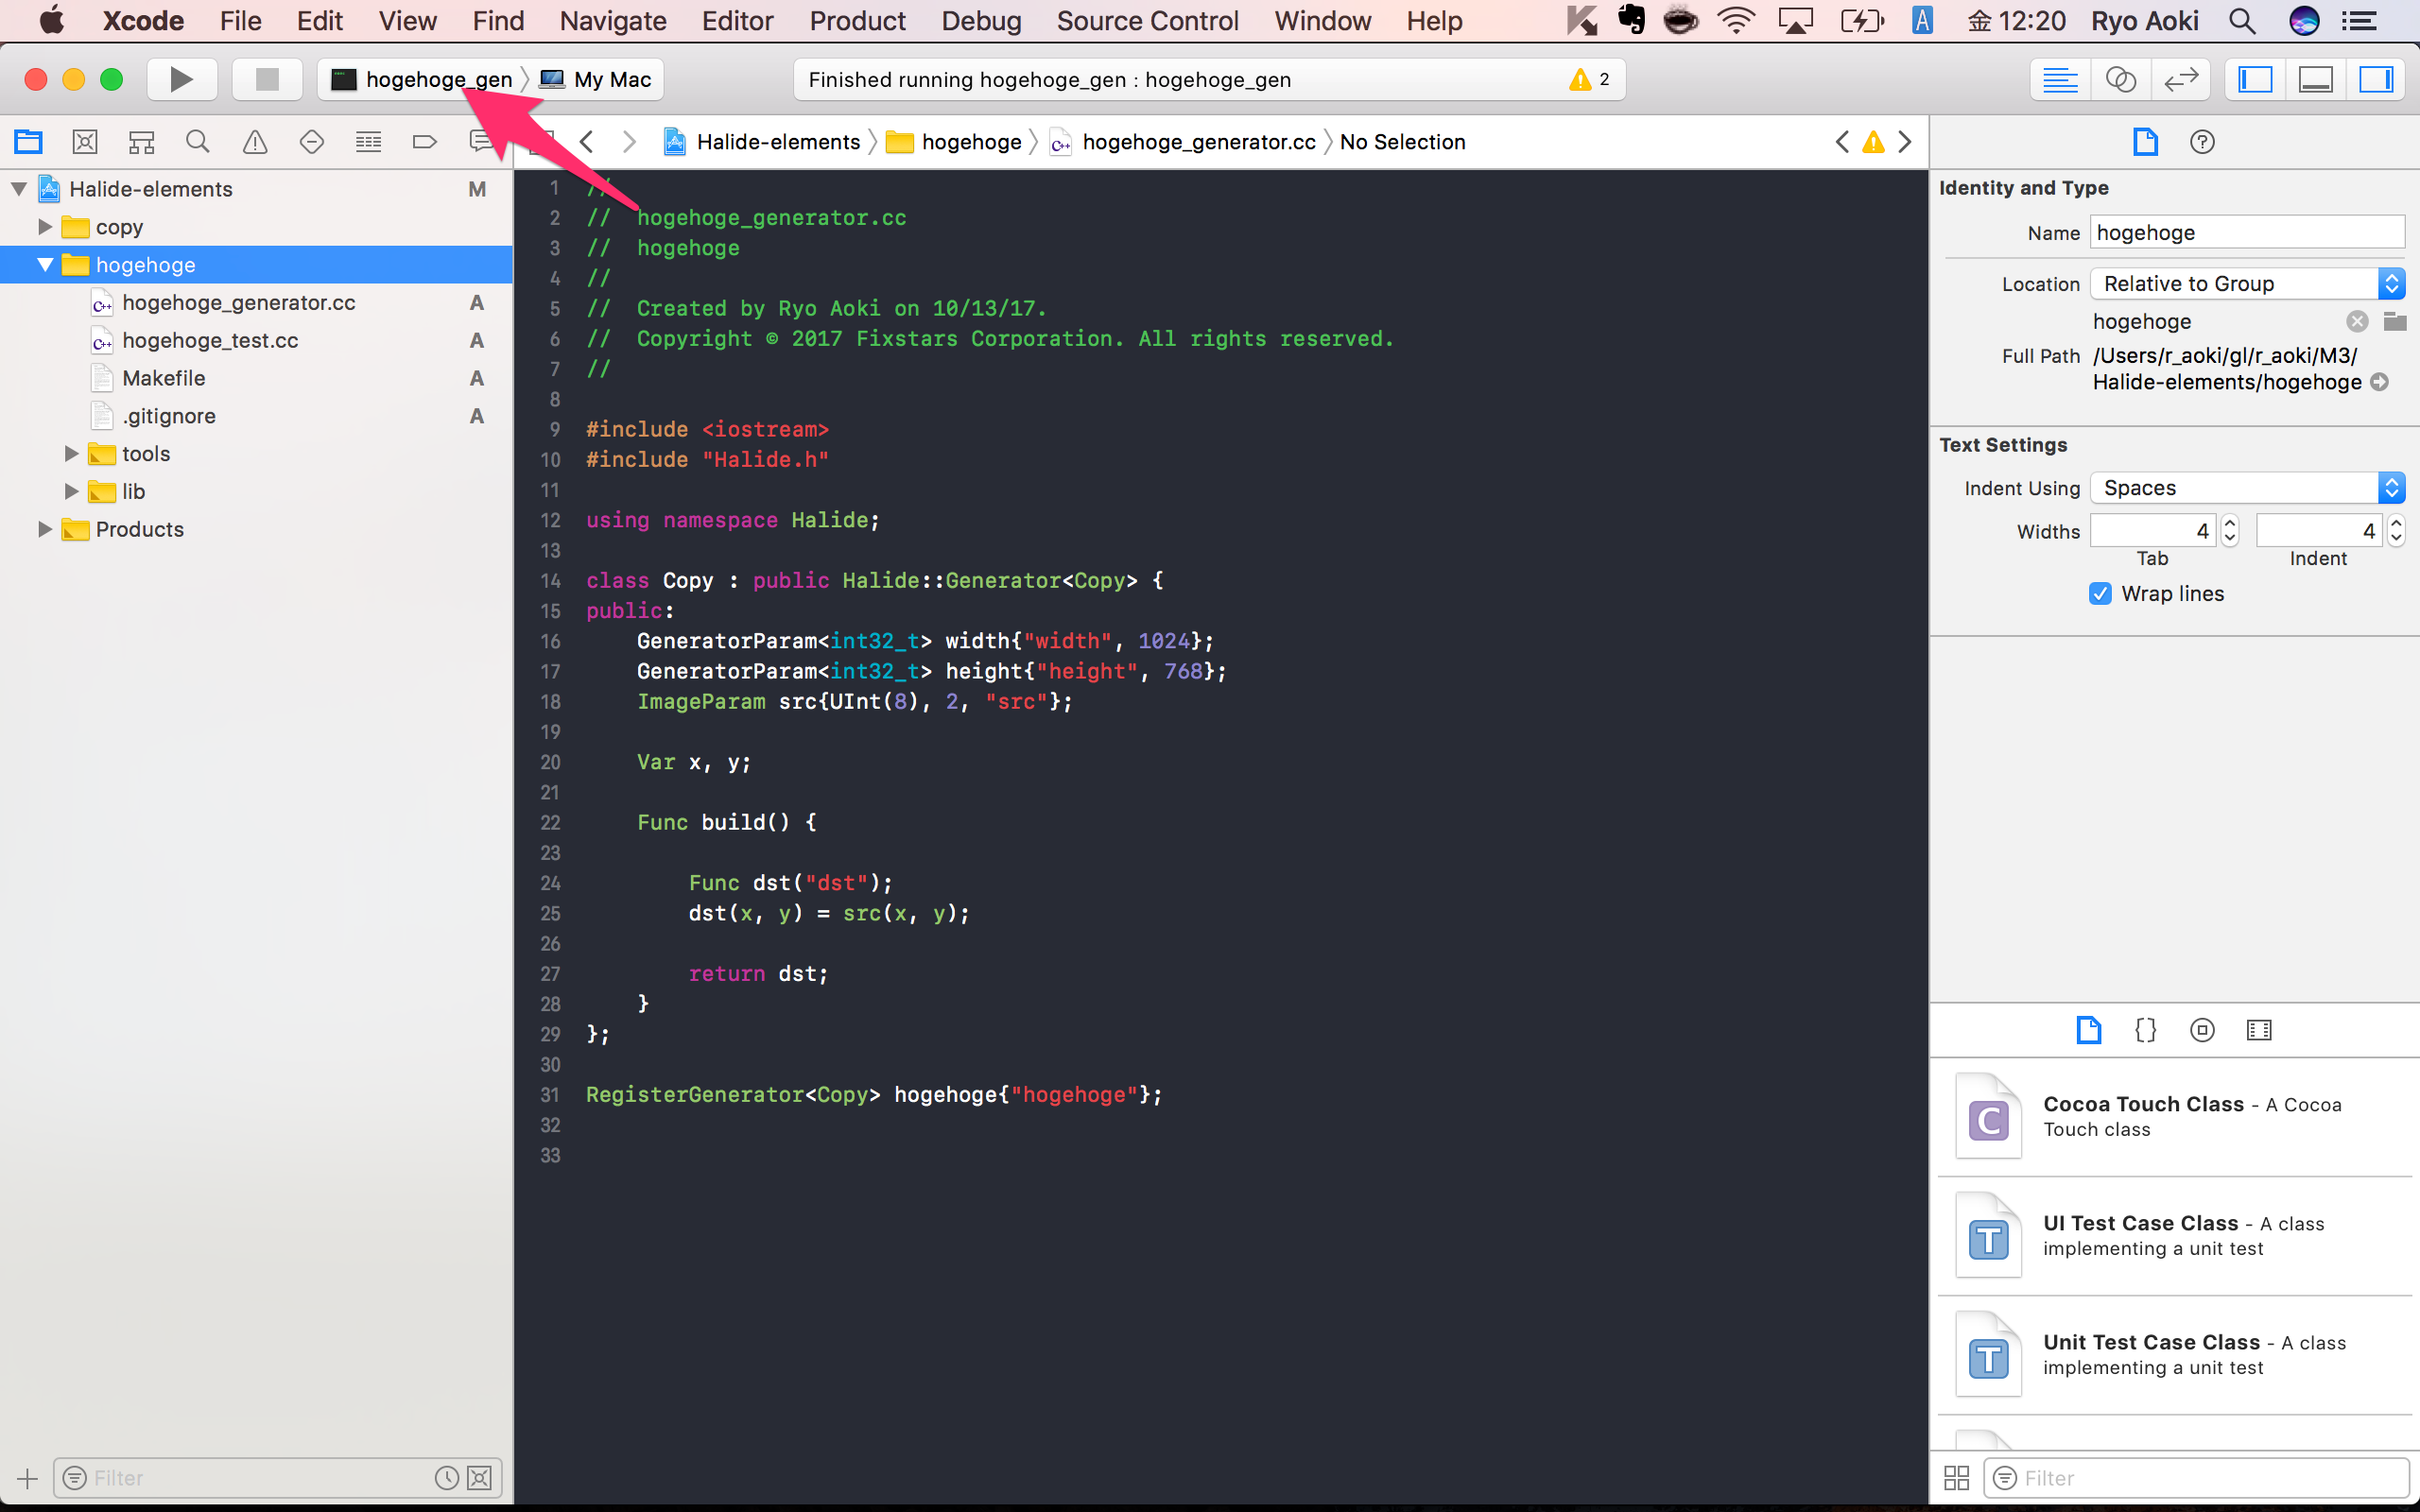 Xcode File Edit View Find Navigate Editor Product Debug Source Control Window Help A 金 12:20 Ryo Aoki
hogehoge_gen My Mac Finished running hogehoge_gen : hogehoge_gen 2
Halide-elements hogehoge hogehoge_generator.cc No Selection
Halide-elements M
copy
hogehoge
hogehoge_generator.cc A
hogehoge_test.cc A
Makefile A
.gitignore A
tools
lib
Products
Filter
1 //
2 // hogehoge_generator.cc
3 // hogehoge
4 //
5 // Created by Ryo Aoki on 10/13/17.
6 // Copyright © 2017 Fixstars Corporation. All rights reserved.
7 //
8
9 #include <iostream>
10 #include "Halide.h"
11
12 using namespace Halide;
13
14 class Copy : public Halide::Generator<Copy> {
15 public:
16 GeneratorParam<int32_t> width{"width", 1024};
17 GeneratorParam<int32_t> height{"height", 768};
18 ImageParam src{UInt(8), 2, "src"};
19
20 Var x, y;
21
22 Func build() {
23
24 Func dst("dst");
25 dst(x, y) = src(x, y);
26
27 return dst;
28 }
29 };
30
31 RegisterGenerator<Copy> hogehoge{"hogehoge"};
32
33
Identity and Type
Name hogehoge
Location Relative to Group
hogehoge
Full Path /Users/r_aoki/gl/r_aoki/M3/
Halide-elements/hogehoge
Text Settings
Indent Using Spaces
Widths 4 4
Tab Indent
Wrap lines
{}
C
Cocoa Touch Class - A Cocoa
Touch class
T
UI Test Case Class - A class
implementing a unit test
T
Unit Test Case Class - A class
implementing a unit test
Filter